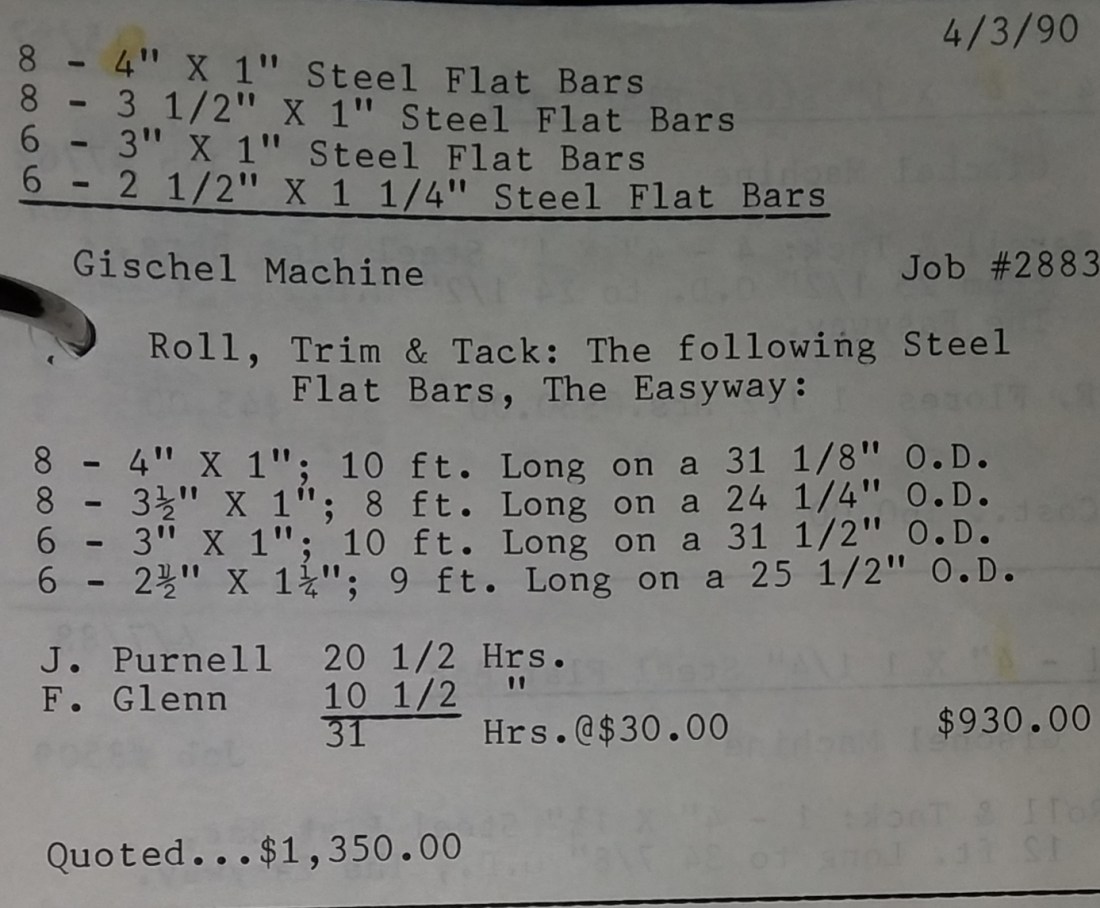 4/3/90
8 - 4" X 1" Steel Flat Bars
8 - 3 1/2" X 1" Steel Flat Bars
6 - 3" X 1" Steel Flat Bars
6 - 2 1/2" X 1 1/4" Steel Flat Bars
Gischel Machine Job #2883
Roll, Trim & Tack: The following Steel
Flat Bars, The Easyway:
8 - 4" X 1"; 10 ft. Long on a 31 1/8" O.D.
8 - 3½" X 1"; 8 ft. Long on a 24 1/4" O.D.
6 - 3" X 1"; 10 ft. Long on a 31 1/2" O.D.
6 - 2½" X 1¼"; 9 ft. Long on a 25 1/2" O.D.
J. Purnell 20 1/2 Hrs.
F. Glenn 10 1/2 "
31 Hrs.@$30.00 $930.00
Quoted...$1,350.00